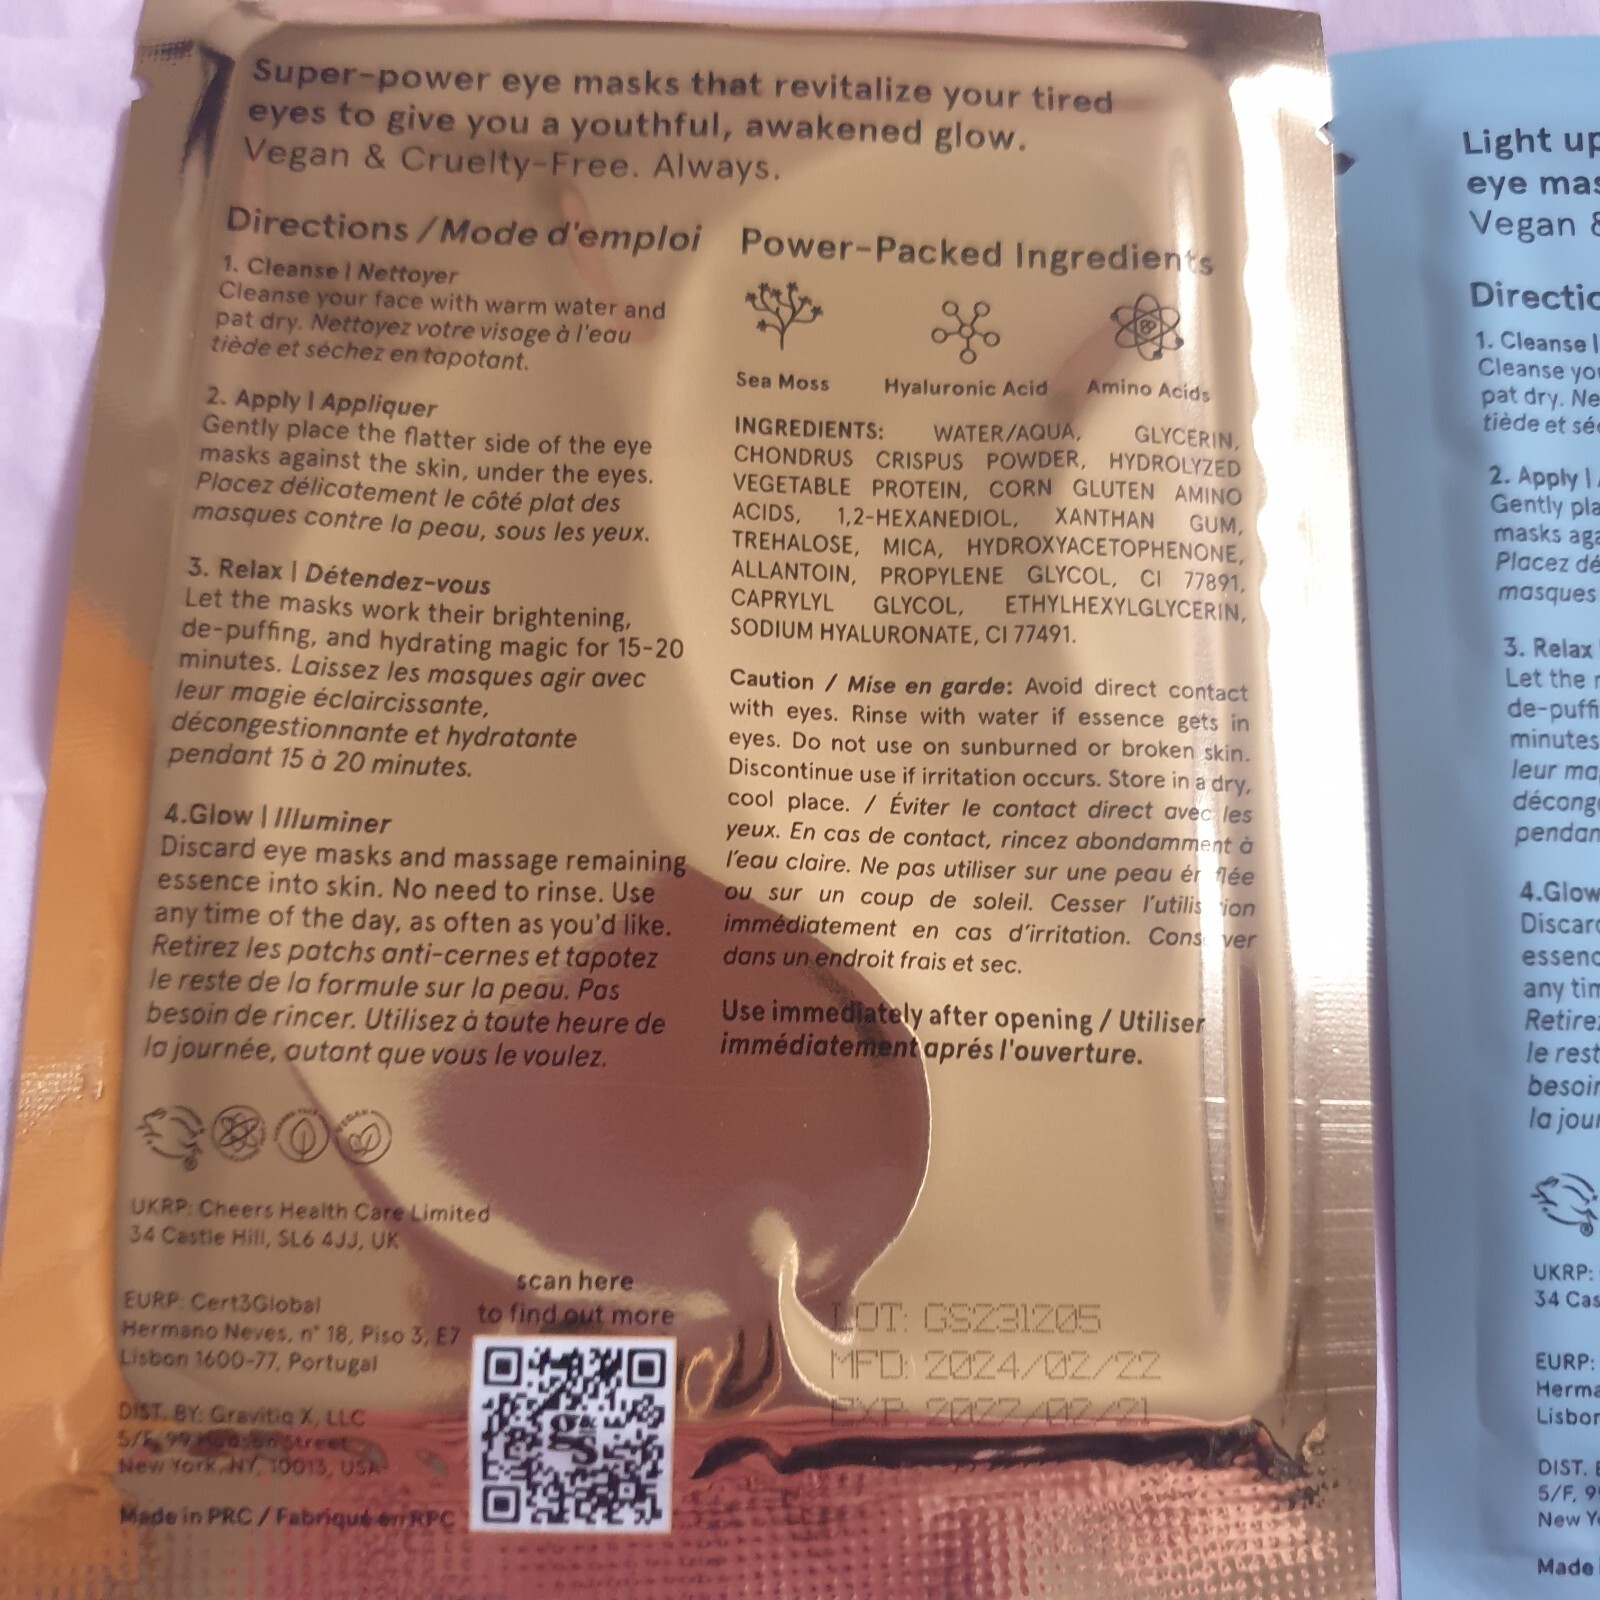 Super-power eye masks that revitalize your tired
eyes to give you a youthful, awakened glow.
Vegan & Cruelty-Free. Always.
Directions / Mode d'emploi
1. Cleanse | Nettoyer
Cleanse your face with warm water and
pat dry. Nettoyez votre visage à l'eau
tiède et séchez en tapotant.
2. Apply | Appliquer
Gently place the flatter side of the eye
masks against the skin, under the eyes.
Placez délicatement le côté plat des
masques contre la peau, sous les yeux.
3. Relax | Détendez-vous
Let the masks work their brightening,
de-puffing, and hydrating magic for 15-20
minutes. Laissez les masques agir avec
leur magie éclaircissante,
décongestionnante et hydratante
pendant 15 à 20 minutes.
4.Glow | Illuminer
Discard eye masks and massage remaining
essence into skin. No need to rinse. Use
any time of the day, as often as you'd like.
Retirez les patchs anti-cernes et tapotez
le reste de la formule sur la peau. Pas
besoin de rincer. Utilisez à toute heure de
la journée, autant que vous le voulez.
VEGAN
UKRP: Cheers Health Care Limited
34 Castle Hill, SL6 4JJ, UK
EURP: Cert3Global
Hermano Neves, n° 18, Piso 3, E7
Lisbon 1600-77, Portugal
DIST. BY: Gravitiq X, LLC
5/F, 99 Hudson Street
New York, NY, 10013, USA
Made in PRC / Fabriqué en RPC
scan here
to find out more
gs
Power-Packed Ingredients
Sea Moss
Hyaluronic Acid
Amino Acids
INGREDIENTS: WATER/AQUA, GLYCERIN,
CHONDRUS CRISPUS POWDER, HYDROLYZED
VEGETABLE PROTEIN, CORN GLUTEN AMINO
ACIDS, 1,2-HEXANEDIOL, XANTHAN GUM,
TREHALOSE, MICA, HYDROXYACETOPHENONE,
ALLANTOIN, PROPYLENE GLYCOL, CI 77891,
CAPRYLYL GLYCOL, ETHYLHEXYLGLYCERIN,
SODIUM HYALURONATE, CI 77491.
Caution / Mise en garde: Avoid direct contact
with eyes. Rinse with water if essence gets in
eyes. Do not use on sunburned or broken skin.
Discontinue use if irritation occurs. Store in a dry,
cool place. / Éviter le contact direct avec les
yeux. En cas de contact, rincez abondamment à
l'eau claire. Ne pas utiliser sur une peau
ou sur un coup de soleil. Cesser l'utilisation
immédiatement en cas d'irritation. Conserver
dans un endroit frais et sec.
Use immediately after opening / Utiliser
immédiatement aprés l'ouverture.
LOT: GSZ31205
MFD: 2024/02/22
EXP: 2027/02/21
Light up
eye mas
Vegan &
Directio
1. Cleanse |
Cleanse you
pat dry. Ne
tiède et séc
2. Apply |
Gently pla
masks aga
Placez dé
masques
3. Relax
Let the
de-puffi
minutes
leur ma
décong
pendan
4.Glow
Discard
essenc
any tim
Retirez
le rest
besoin
la jour
UKRP:
34 Cas
EURP:
Herma
Lisbon
DIST.
5/F, 9
New Yo
Made